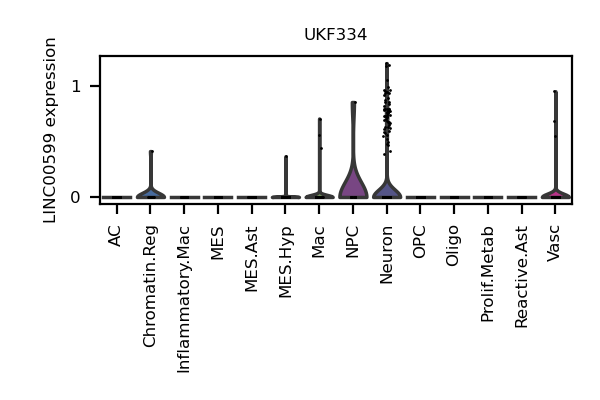 UKF334
LINC00599 expression
1
0
AC
Chromatin.Reg
Inflammatory.Mac
MES
MES.Ast
MES.Hyp
Mac
NPC
Neuron
OPC
Oligo
Prolif.Metab
Reactive.Ast
Vasc